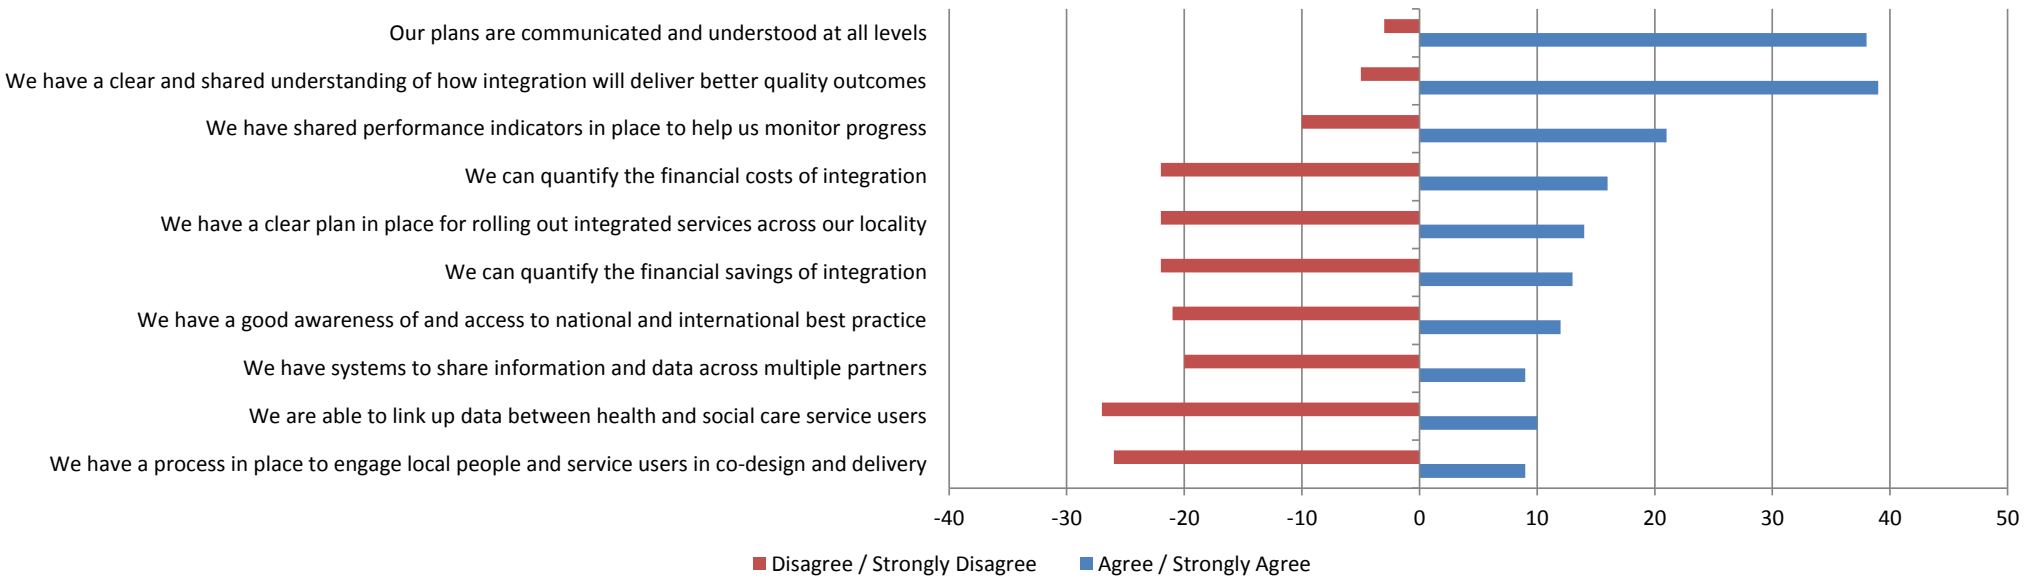 Our plans are communicated and understood at all levels
We have a clear and shared understanding of how integration will deliver better quality outcomes
We have shared performance indicators in place to help us monitor progress
We can quantify the financial costs of integration
We have a clear plan in place for rolling out integrated services across our locality
We can quantify the financial savings of integration
We have a good awareness of and access to national and international best practice
We have systems to share information and data across multiple partners
We are able to link up data between health and social care service users
We have a process in place to engage local people and service users in co-design and delivery
-40 -30 -20 -10 0 10 20 30 40 50
Disagree / Strongly Disagree Agree / Strongly Agree